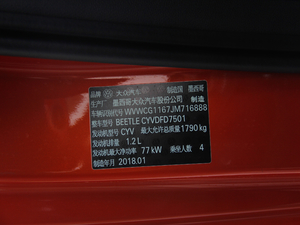 大众汽车 制造国 墨西哥
墨西哥大众汽车股份公司 制造
车辆识别代号 WVWCG1167JM716888
整车型号 BEETLE CYVDFD7501
发动机型号 CYV 最大允许总质量 1790 kg
发动机排量 1.2 L
发动机最大净功率 77 kW 乘坐人数 4
制造年月 2018.01